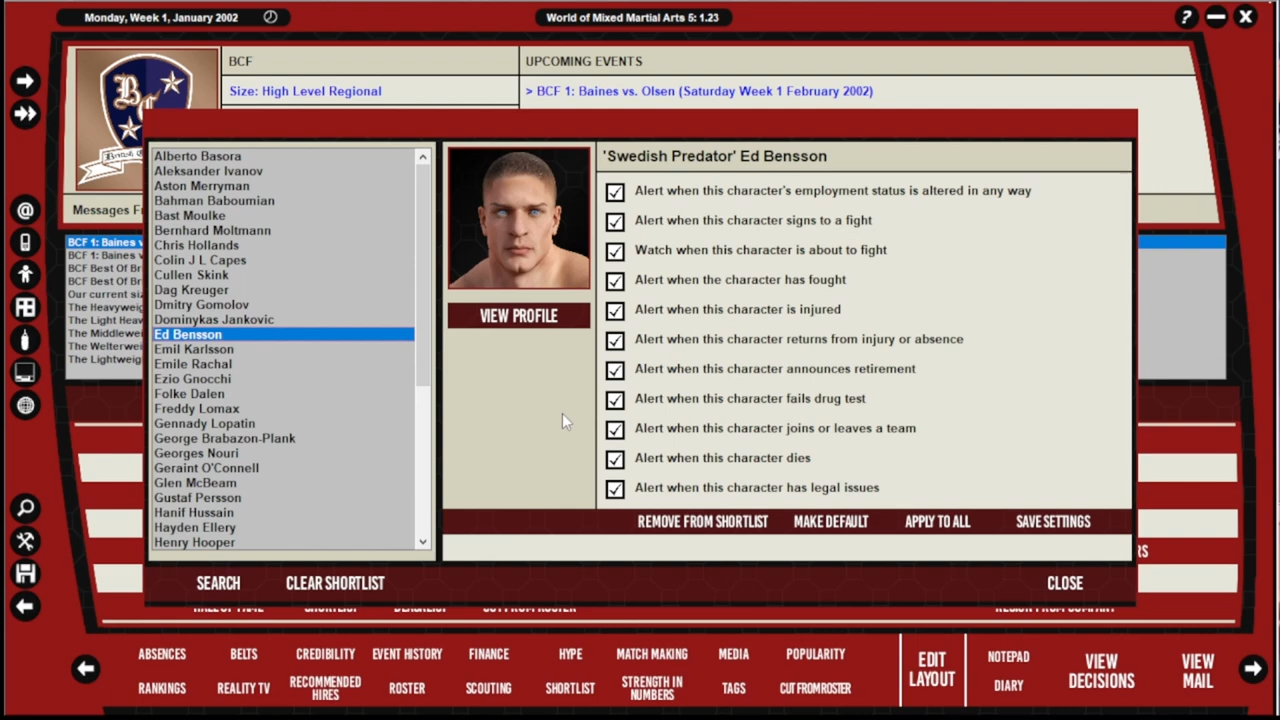 Monday, Week 1, January 2002
World of Mixed Martial Arts 5: 1.23
?
BCF
UPCOMING EVENTS
Size: High Level Regional
> BCF 1: Baines vs. Olsen (Saturday Week 1 February 2002)
Messages
BCF 1: Baines
BCF 1: Baines
BCF Best Of
BCF Best Of
Our current
The
The Light
The
The
The
Alberto Basora
Aleksander Ivanov
Aston Merryman
Bahman Baboumian
Bast Moulke
Bernhard Moltmann
Chris Hollands
Colin J L Capes
Cullen Skink
Dag Kreuger
Dmitry Gomolov
Dominykas Jankovic
Ed Bensson
Emil Karlsson
Emile Rachal
Ezio Gnocchi
Folke Dalen
Freddy Lomax
Gennady Lopatin
George Brabazon-Plank
Georges Nouri
Geraint O'Connell
Glen McBeam
Gustaf Persson
Hanif Hussain
Hayden Ellery
Henry Hooper
VIEW PROFILE
'Swedish Predator' Ed Bensson
Alert when this character's employment status is altered in any way
Alert when this character signs to a fight
Watch when this character is about to fight
Alert when the character has fought
Alert when this character is injured
Alert when this character returns from injury or absence
Alert when this character announces retirement
Alert when this character fails drug test
Alert when this character joins or leaves a team
Alert when this character dies
Alert when this character has legal issues
REMOVE FROM SHORTLIST MAKE DEFAULT APPLY TO ALL SAVE SETTINGS
SEARCH CLEAR SHORTLIST CLOSE
ABSENCES BELTS CREDIBILITY EVENT HISTORY FINANCE HYPE MATCH MAKING MEDIA POPULARITY
RANKINGS REALITY TV RECOMMENDED HIRES ROSTER SCOUTING SHORTLIST STRENGTH IN NUMBERS TAGS CUT FROM ROSTER
EDIT LAYOUT
NOTEPAD
DIARY
VIEW DECISIONS
VIEW MAIL